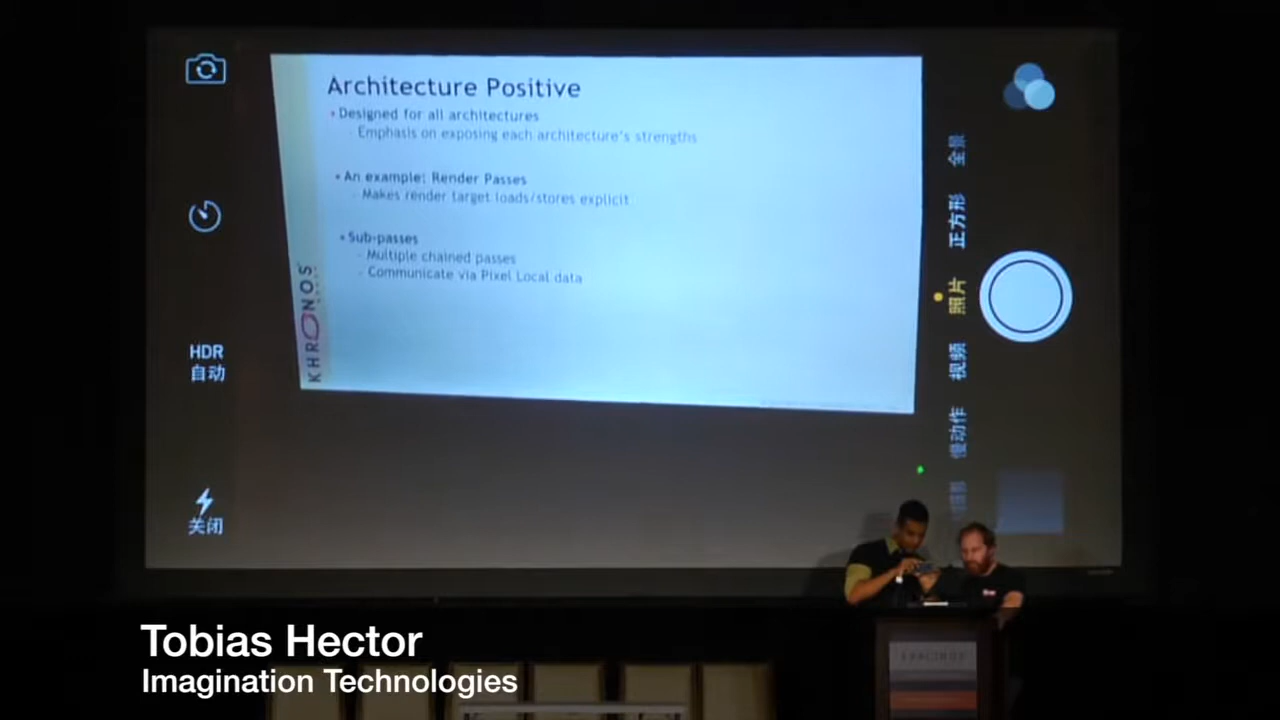 Architecture Positive
Designed for all architectures
- Emphasis on exposing each architecture's strengths
An example: Render Passes
- Makes render target loads/stores explicit
Sub-passes
- Multiple chained passes
- Communicate via Pixel Local data
KHRONOS
HDR
自动
关闭
全景
正方形
照片
视频
慢动作
Tobias Hector
Imagination Technologies